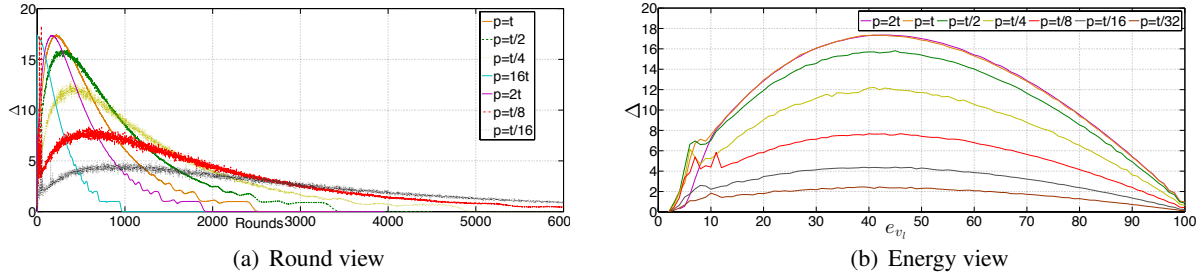 20
15
10
5
0
Δ
0
1000
2000
3000
4000
5000
6000
Rounds
p=t
p=t/2
p=t/4
p=16t
p=2t
p=t/8
p=t/16
(a) Round view
20
18
16
14
12
10
8
6
4
2
0
Δ
p=2t p=t p=t/2 p=t/4 p=t/8 p=t/16 p=t/32
0 10 20 30 40 50 60 70 80 90 100
e_{v_l}
(b) Energy view